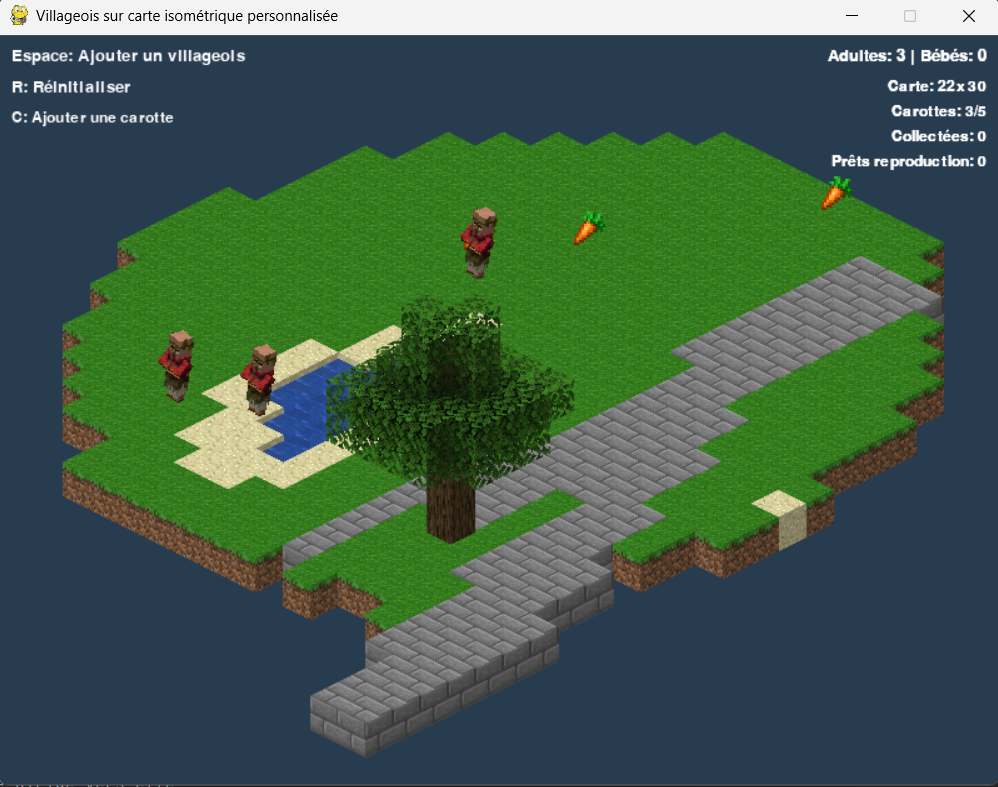 Villageois sur carte isométrique personnalisée
Espace: Ajouter un villageois
R: Réinitialiser
C: Ajouter une carotte
Adultes: 3 | Bébés: 0
Carte: 22x30
Carottes: 3/5
Collectées: 0
Prêts reproduction: 0